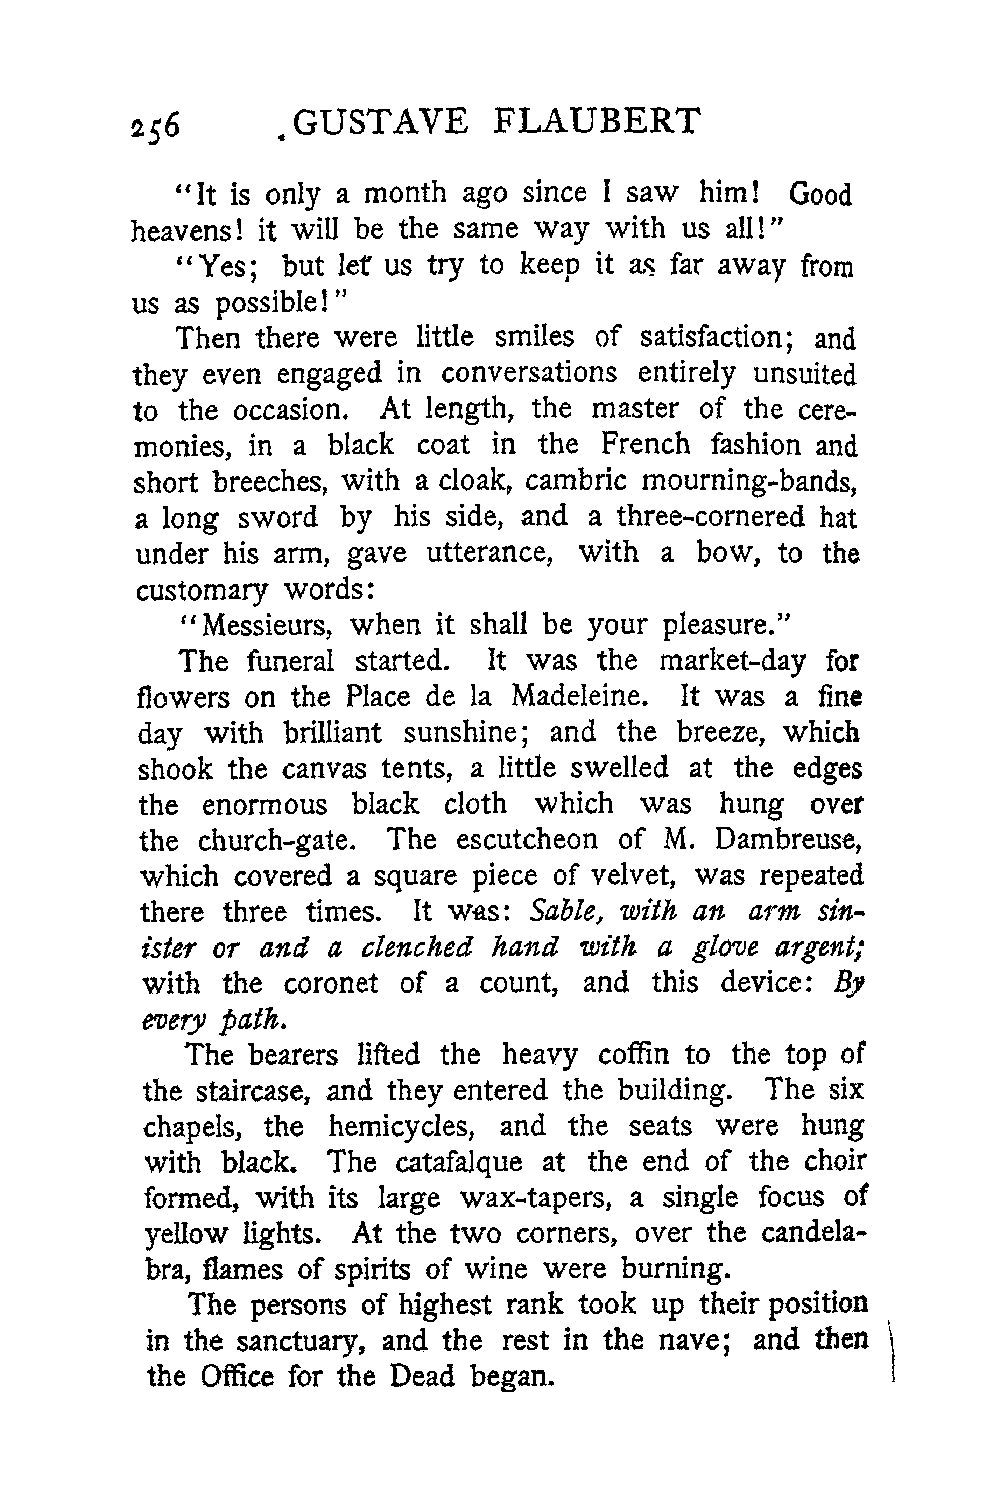 256 GUSTAVE FLAUBERT
"It is only a month ago since I saw him! Good
heavens! it will be the same way with us all!"
"Yes; but let us try to keep it as far away from
us as possible!"
Then there were little smiles of satisfaction; and
they even engaged in conversations entirely unsuited
to the occasion. At length, the master of the cere-
monies, in a black coat in the French fashion and
short breeches, with a cloak, cambric mourning-bands,
a long sword by his side, and a three-cornered hat
under his arm, gave utterance, with a bow, to the
customary words:
"Messieurs, when it shall be your pleasure."
The funeral started. It was the market-day for
flowers on the Place de la Madeleine. It was a fine
day with brilliant sunshine; and the breeze, which
shook the canvas tents, a little swelled at the edges
the enormous black cloth which was hung over
the church-gate. The escutcheon of M. Dambreuse,
which covered a square piece of velvet, was repeated
there three times. It was: Sable, with an arm sin-
ister or and a clenched hand with a glove argent;
with the coronet of a count, and this device: By
every path.
The bearers lifted the heavy coffin to the top of
the staircase, and they entered the building. The six
chapels, the hemicycles, and the seats were hung
with black. The catafalque at the end of the choir
formed, with its large wax-tapers, a single focus of
yellow lights. At the two corners, over the candela-
bra, flames of spirits of wine were burning.
The persons of highest rank took up their position
in the sanctuary, and the rest in the nave; and then
the Office for the Dead began.